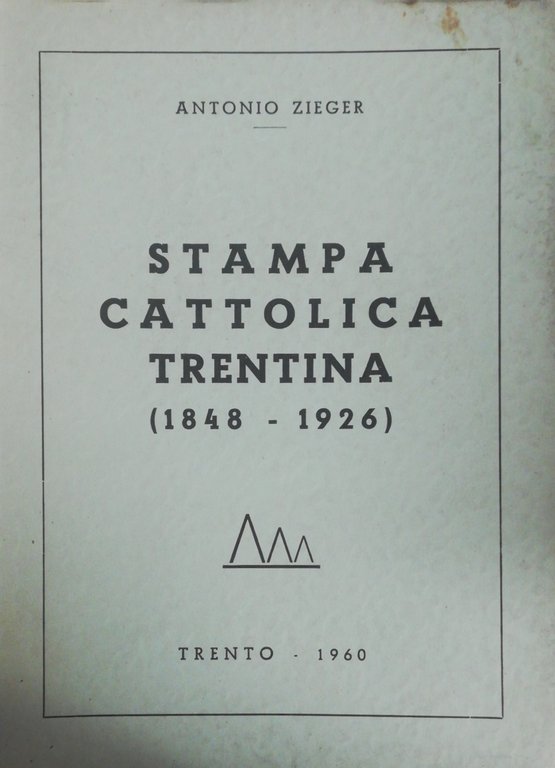 ANTONIO ZIEGER
STAMPA
CATTOLICA
TRENTINA
(1848 - 1926)
TRENTO - 1960